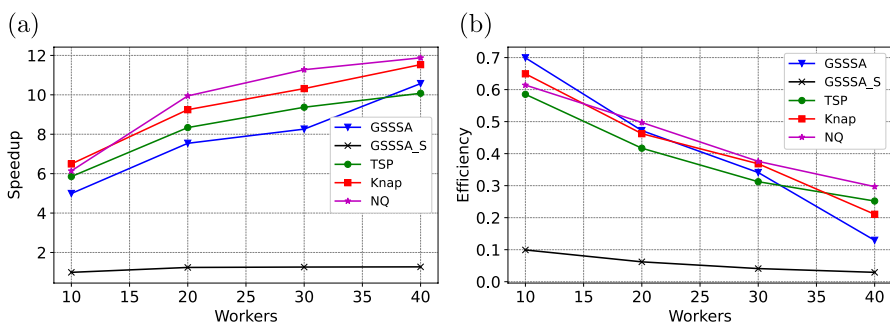 (a)
12
10
8
6
4
2
Speedup
10 15 20 25 30 35 40
Workers
GSSSA
GSSSA_S
TSP
Knap
NQ
(b)
0.7
0.6
0.5
0.4
0.3
0.2
0.1
0.0
Efficiency
10 15 20 25 30 35 40
Workers
GSSSA
GSSSA_S
TSP
Knap
NQ